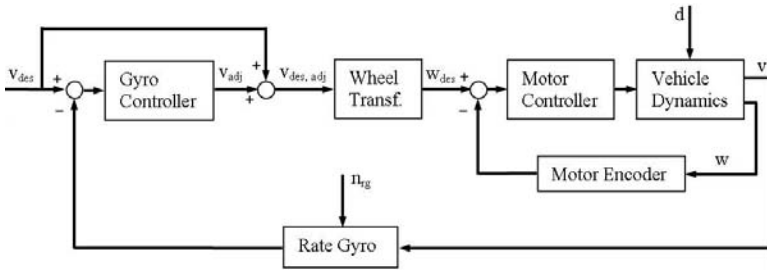 d
v_des
+
−
Gyro
Controller
v_adj
+
+
v_des, adj
Wheel
Transf.
w_des
+
−
Motor
Controller
Vehicle
Dynamics
v
w
Motor Encoder
n_rg
Rate Gyro